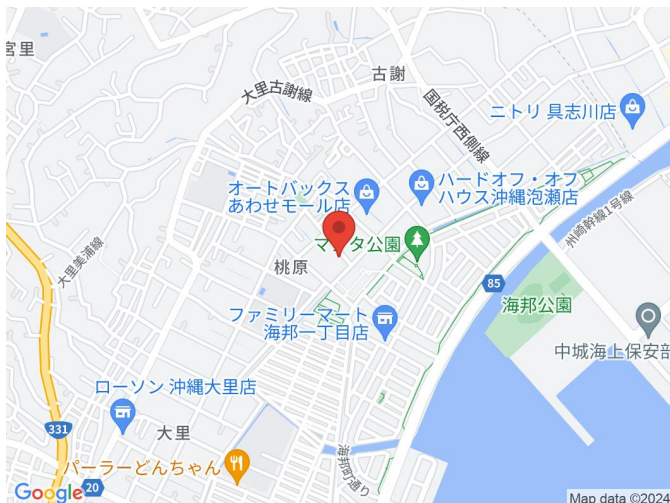 宮里
古謝
大里古謝線
国税庁西側線
ニトリ 具志川店
オートバックス
あわせモール店
ハードオフ・オフ
ハウス沖縄泡瀬店
州崎幹線1号線
大里美浦線
公園
桃原
85
海邦公園
ファミリーマート
海邦一丁目店
中城海上保安部
ローソン 沖縄大里店
331
大里
海邦町通り
パーラーどんちゃん
Google
20
Map data ©2024